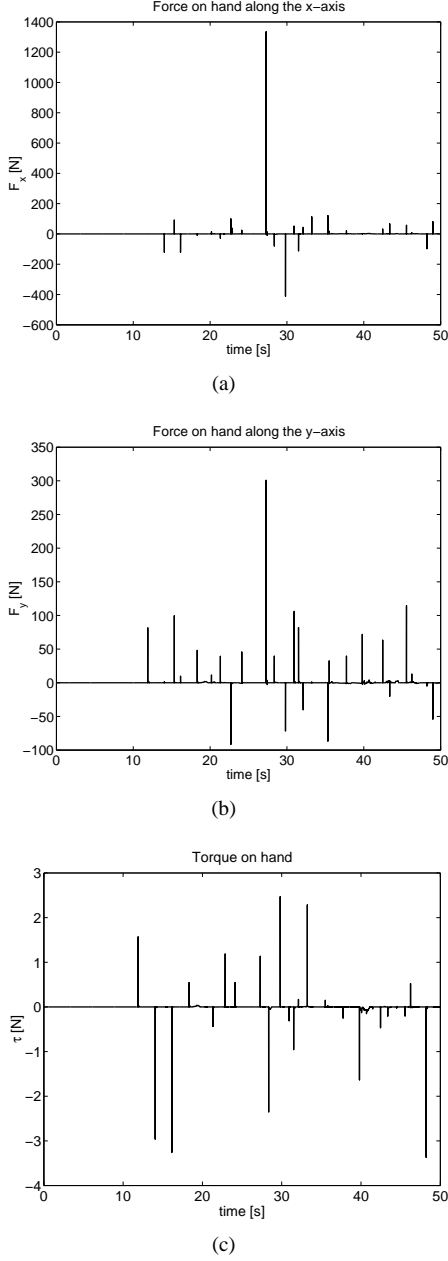 Force on hand along the x−axis
1400
1200
1000
800
600
400
200
0
−200
−400
−600
F_x [N]
0 10 20 30 40 50
time [s]
(a)
Force on hand along the y−axis
350
300
250
200
150
100
50
0
−50
−100
F_y [N]
0 10 20 30 40 50
time [s]
(b)
Torque on hand
3
2
1
0
−1
−2
−3
−4
τ [N]
0 10 20 30 40 50
time [s]
(c)